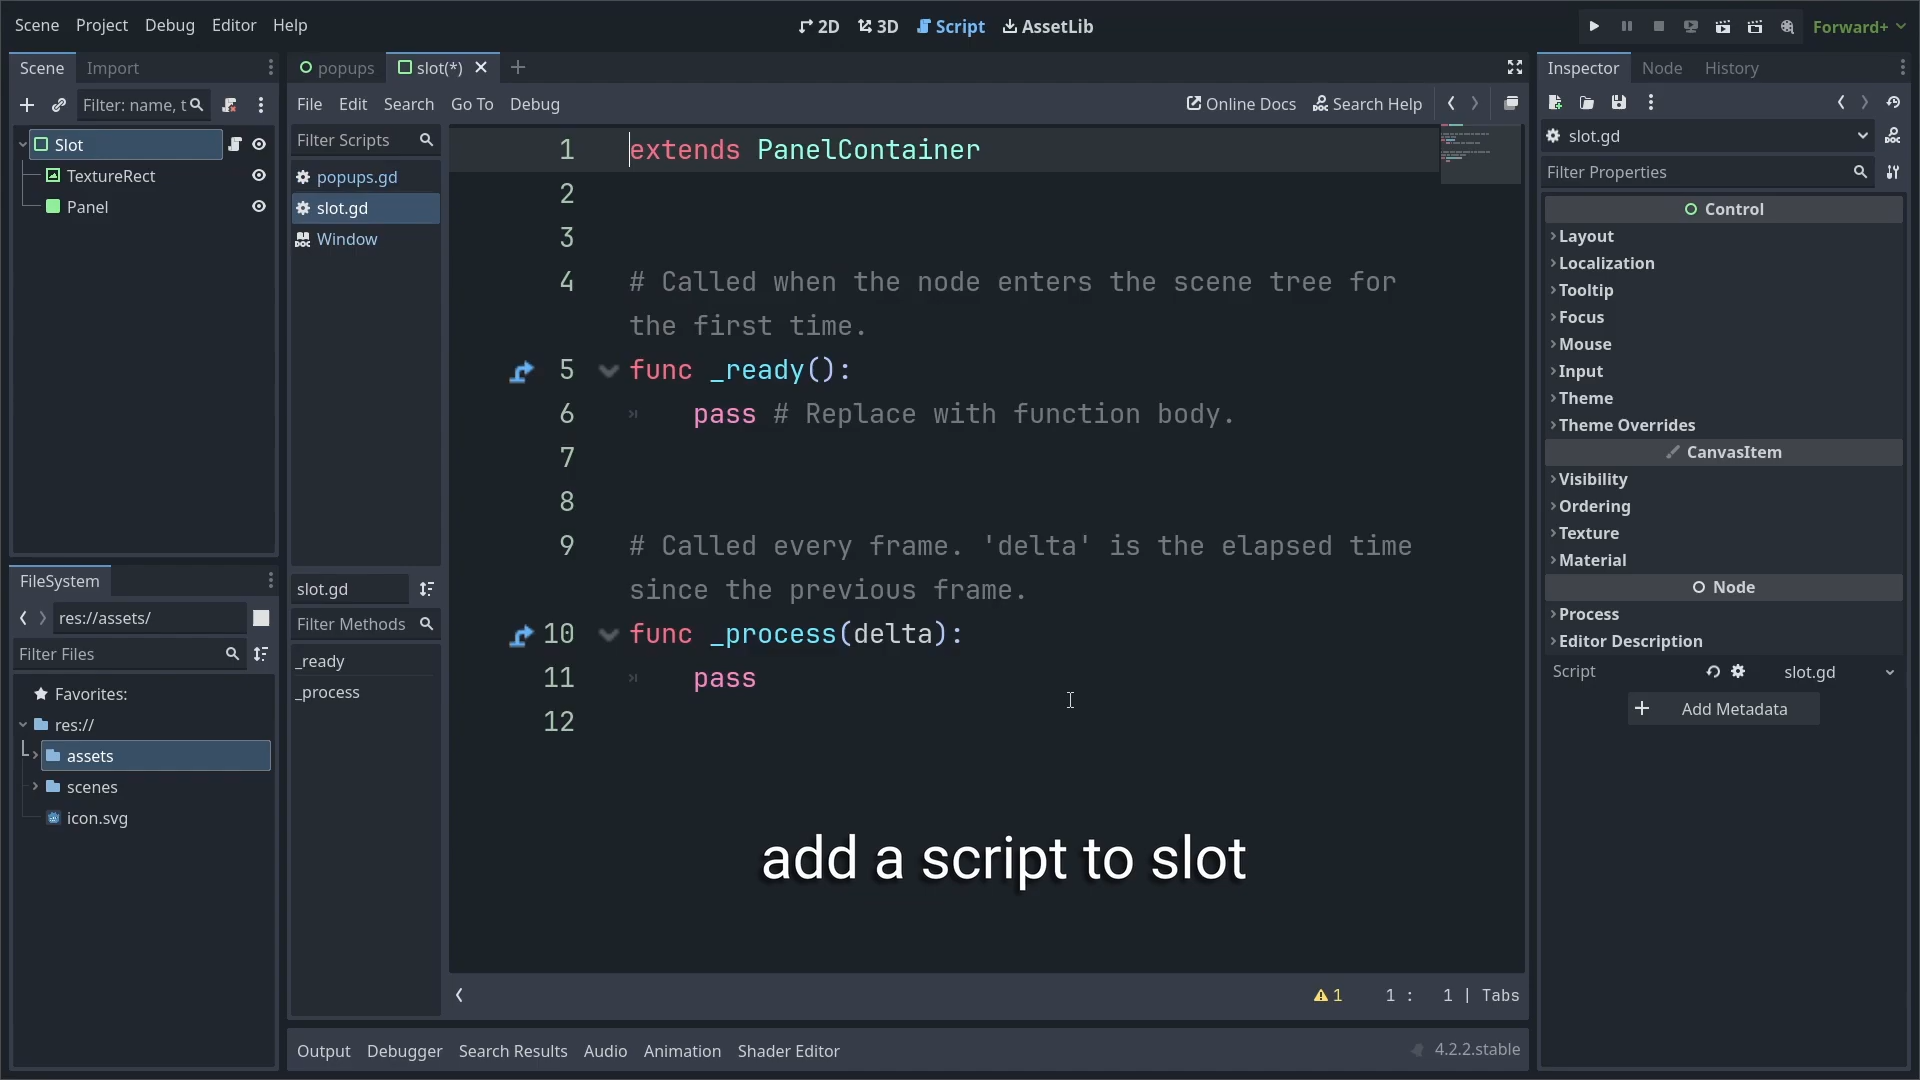 Scene Project Debug Editor Help
2D 3D Script AssetLib
Forward+
Scene Import
Filter: name, t
Slot
TextureRect
Panel
FileSystem
res://assets/
Filter Files
Favorites:
res://
assets
scenes
icon.svg
popups slot(*)
File Edit Search Go To Debug
Online Docs Search Help
Filter Scripts
popups.gd
slot.gd
Window
slot.gd
Filter Methods
_ready
_process
1 extends PanelContainer
2
3
4 # Called when the node enters the scene tree for
the first time.
5 func _ready():
6 pass # Replace with function body.
7
8
9 # Called every frame. 'delta' is the elapsed time
since the previous frame.
10 func _process(delta):
11 pass
12
add a script to slot
1 1 : 1 | Tabs
Output Debugger Search Results Audio Animation Shader Editor
4.2.2.stable
Inspector Node History
slot.gd
Filter Properties
Control
Layout
Localization
Tooltip
Focus
Mouse
Input
Theme
Theme Overrides
CanvasItem
Visibility
Ordering
Texture
Material
Node
Process
Editor Description
Script slot.gd
Add Metadata